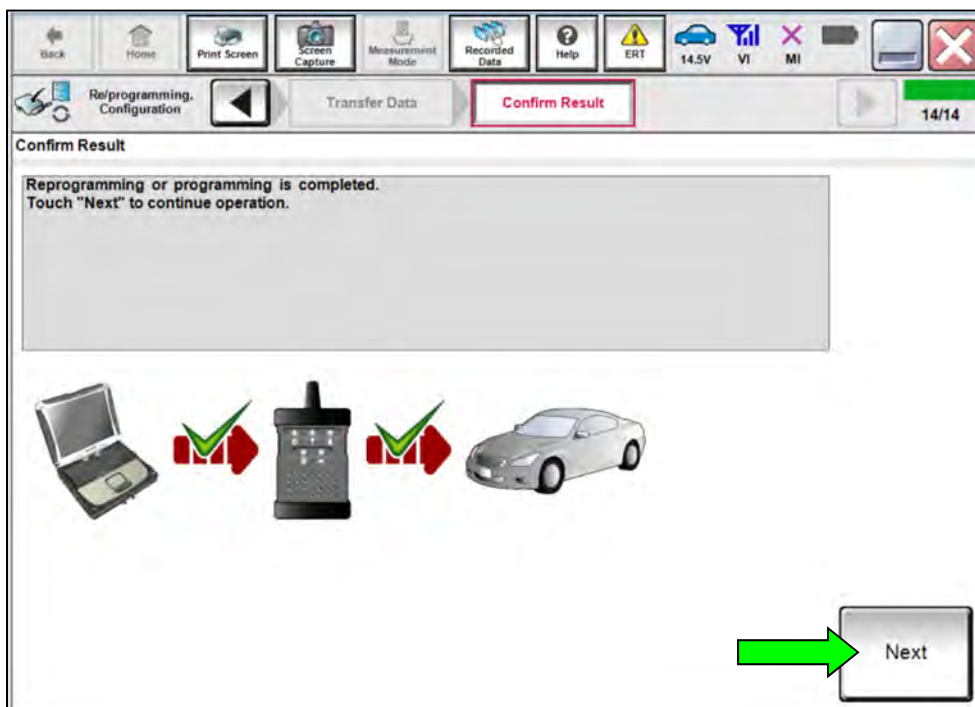 Back
Home
Print Screen
Screen
Capture
Measurement
Mode
Recorded
Data
Help
ERT
14.5V
VI
MI
Re/programming,
Configuration
Transfer Data
Confirm Result
14/14
Confirm Result
Reprogramming or programming is completed.
Touch "Next" to continue operation.
Next